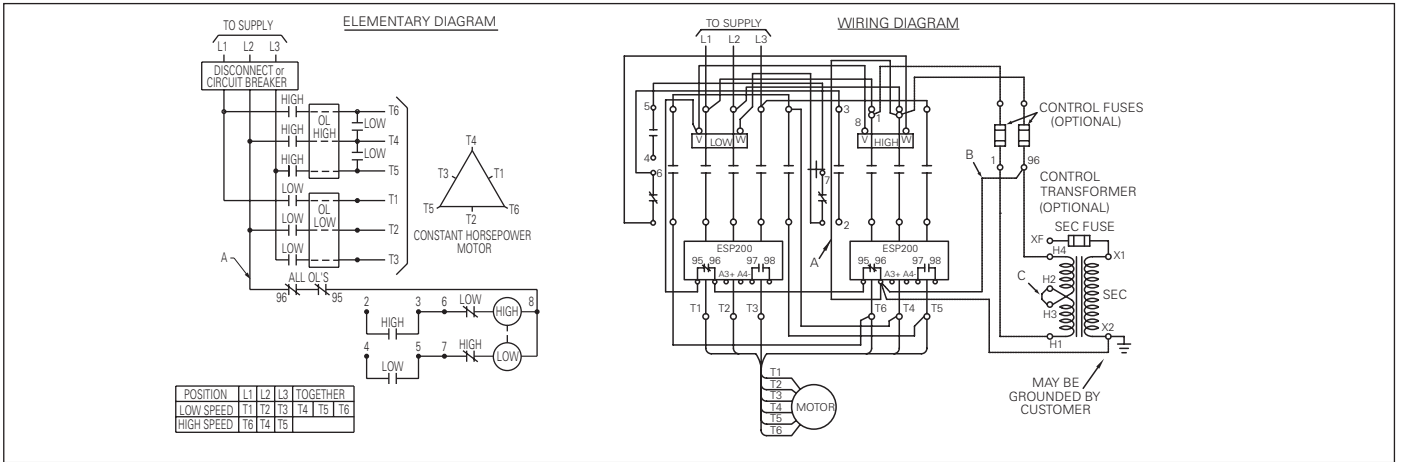 ELEMENTARY DIAGRAM
TO SUPPLY
L1 L2 L3
DISCONNECT or
CIRCUIT BREAKER
HIGH
HIGH
HIGH
OL
HIGH
T6
LOW
T4
LOW
T5
LOW
LOW
LOW
OL
LOW
T1
T2
T3
T4
T3 T1
T5 T6
T2
CONSTANT HORSEPOWER
MOTOR
A
ALL OL'S
96 95
2 3 6 LOW HIGH 8
HIGH
4 5 7 HIGH LOW
LOW
POSITION L1 L2 L3 TOGETHER
LOW SPEED T1 T2 T3 T4 T5 T6
HIGH SPEED T6 T4 T5
WIRING DIAGRAM
TO SUPPLY
L1 L2 L3
5 3 8 1
V LOW W
V HIGH W
4
6
7
2
A
B
ESP200
95 96 97 98
A3+ A4-
ESP200
95 96 97 98
A3+ A4-
T1 T2 T3
T6 T4 T5
T1
T2
T3
T4
T5
T6
MOTOR
CONTROL FUSES
(OPTIONAL)
1 96
CONTROL
TRANSFORMER
(OPTIONAL)
SEC FUSE
XF
H4 X1
C H2
SEC
H3
X2
H1
MAY BE
GROUNDED BY
CUSTOMER